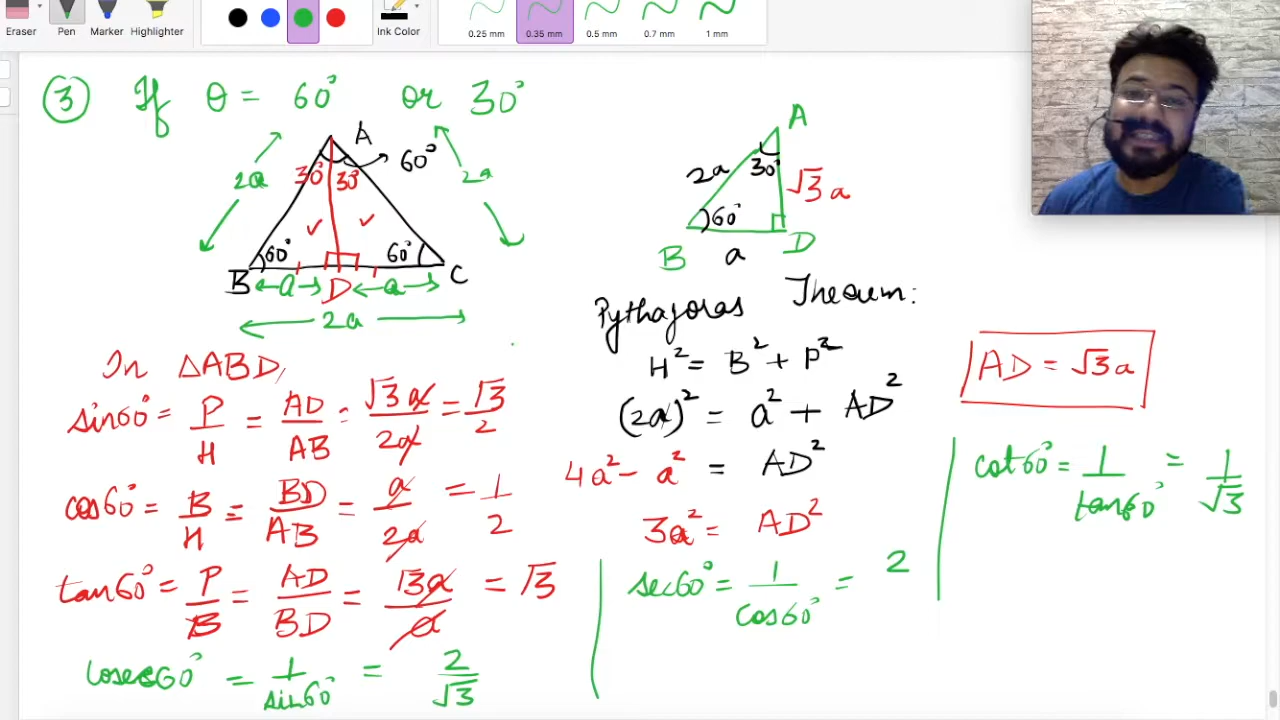 Eraser Pen Marker Highlighter Ink Color 0.25 mm 0.35 mm 0.5 mm 0.7 mm 1 mm
③ If θ = 60° or 30°
A
60°
30° 30°
2a 2a
60° 60°
B a D a C
2a
A
2a 30° √3 a
60°
B a D
Pythagoras Theorem:
H² = B² + P²
(2a)² = a² + AD²
4a² - a² = AD²
3a² = AD²
AD = √3a
In △ABD,
sin60° = P/H = AD/AB = √3a/2a = √3/2
cos60° = B/H = BD/AB = a/2a = 1/2
tan60° = P/B = AD/BD = √3a/a = √3
cosec60° = 1/sin60° = 2/√3
sec60° = 1/cos60° = 2
cot60° = 1/tan60° = 1/√3